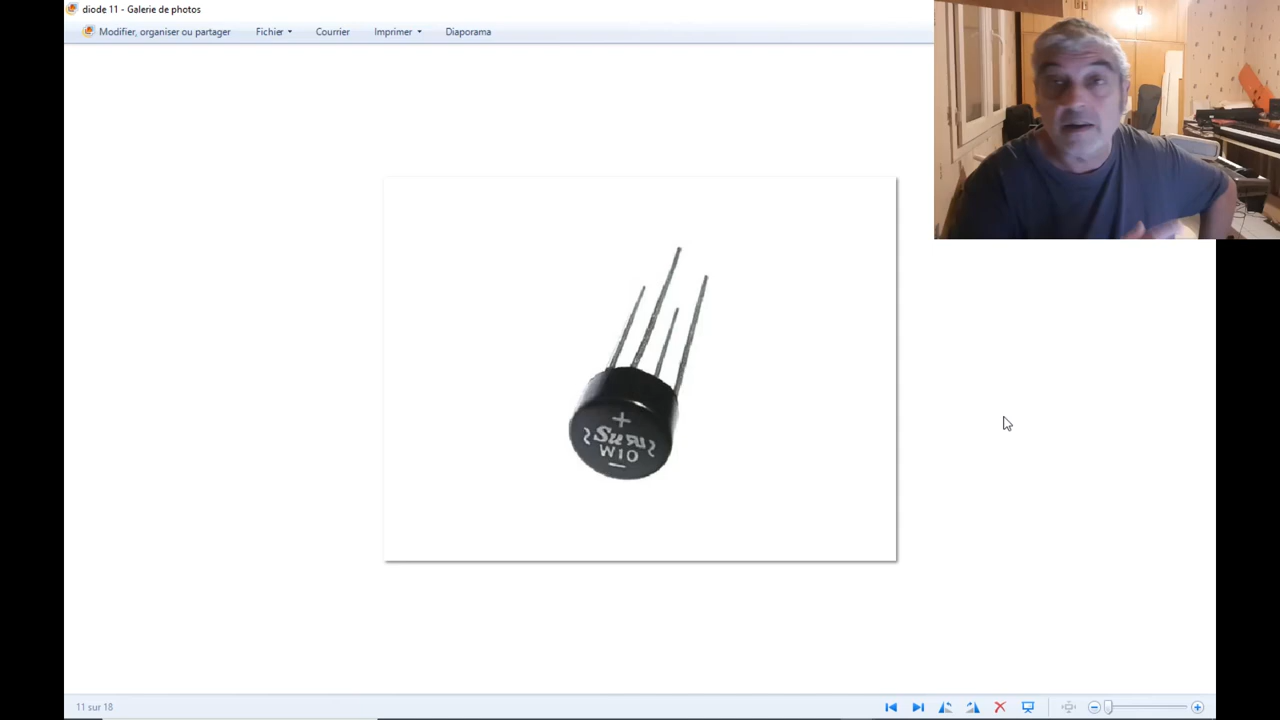 diode 11 - Galerie de photos
Modifier, organiser ou partager Fichier Courrier Imprimer Diaporama
+
W10
11 sur 18